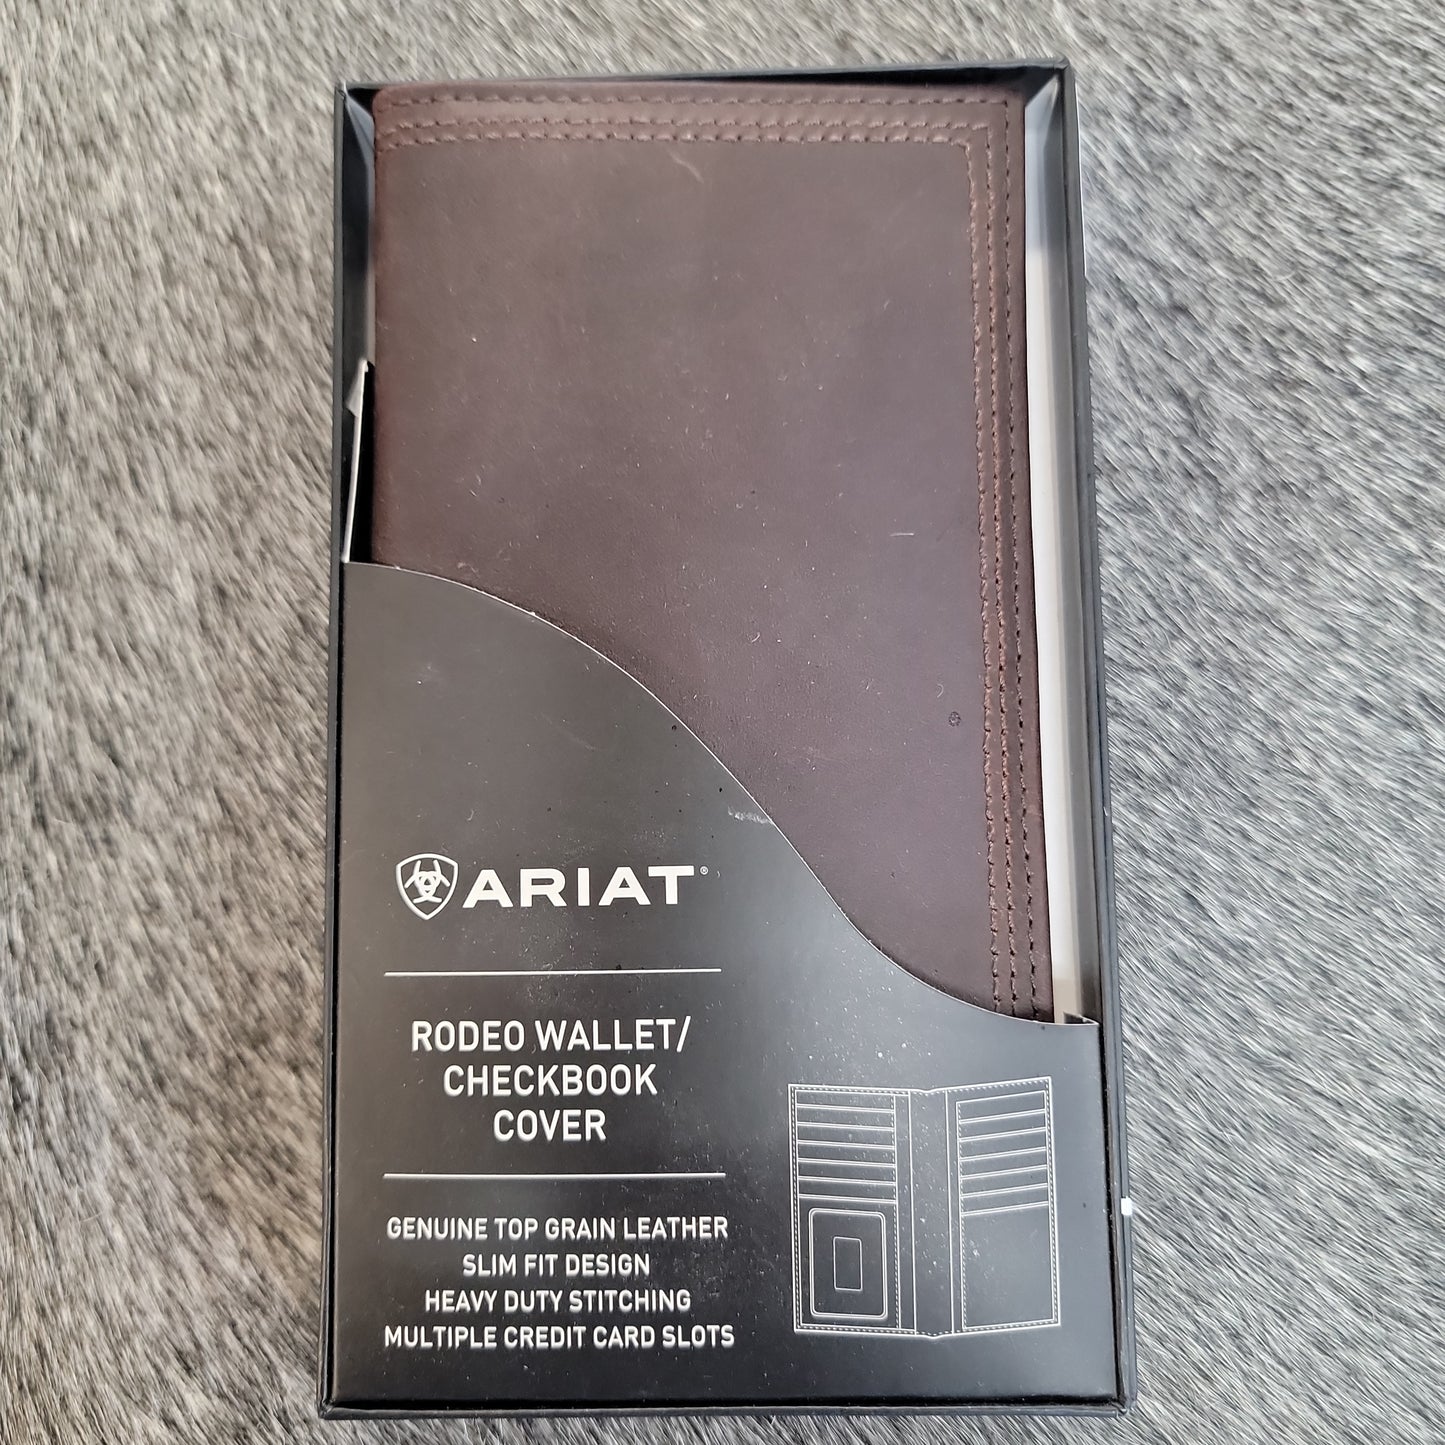 ARIAT®
RODEO WALLET/
CHECKBOOK
COVER
GENUINE TOP GRAIN LEATHER
SLIM FIT DESIGN
HEAVY DUTY STITCHING
MULTIPLE CREDIT CARD SLOTS